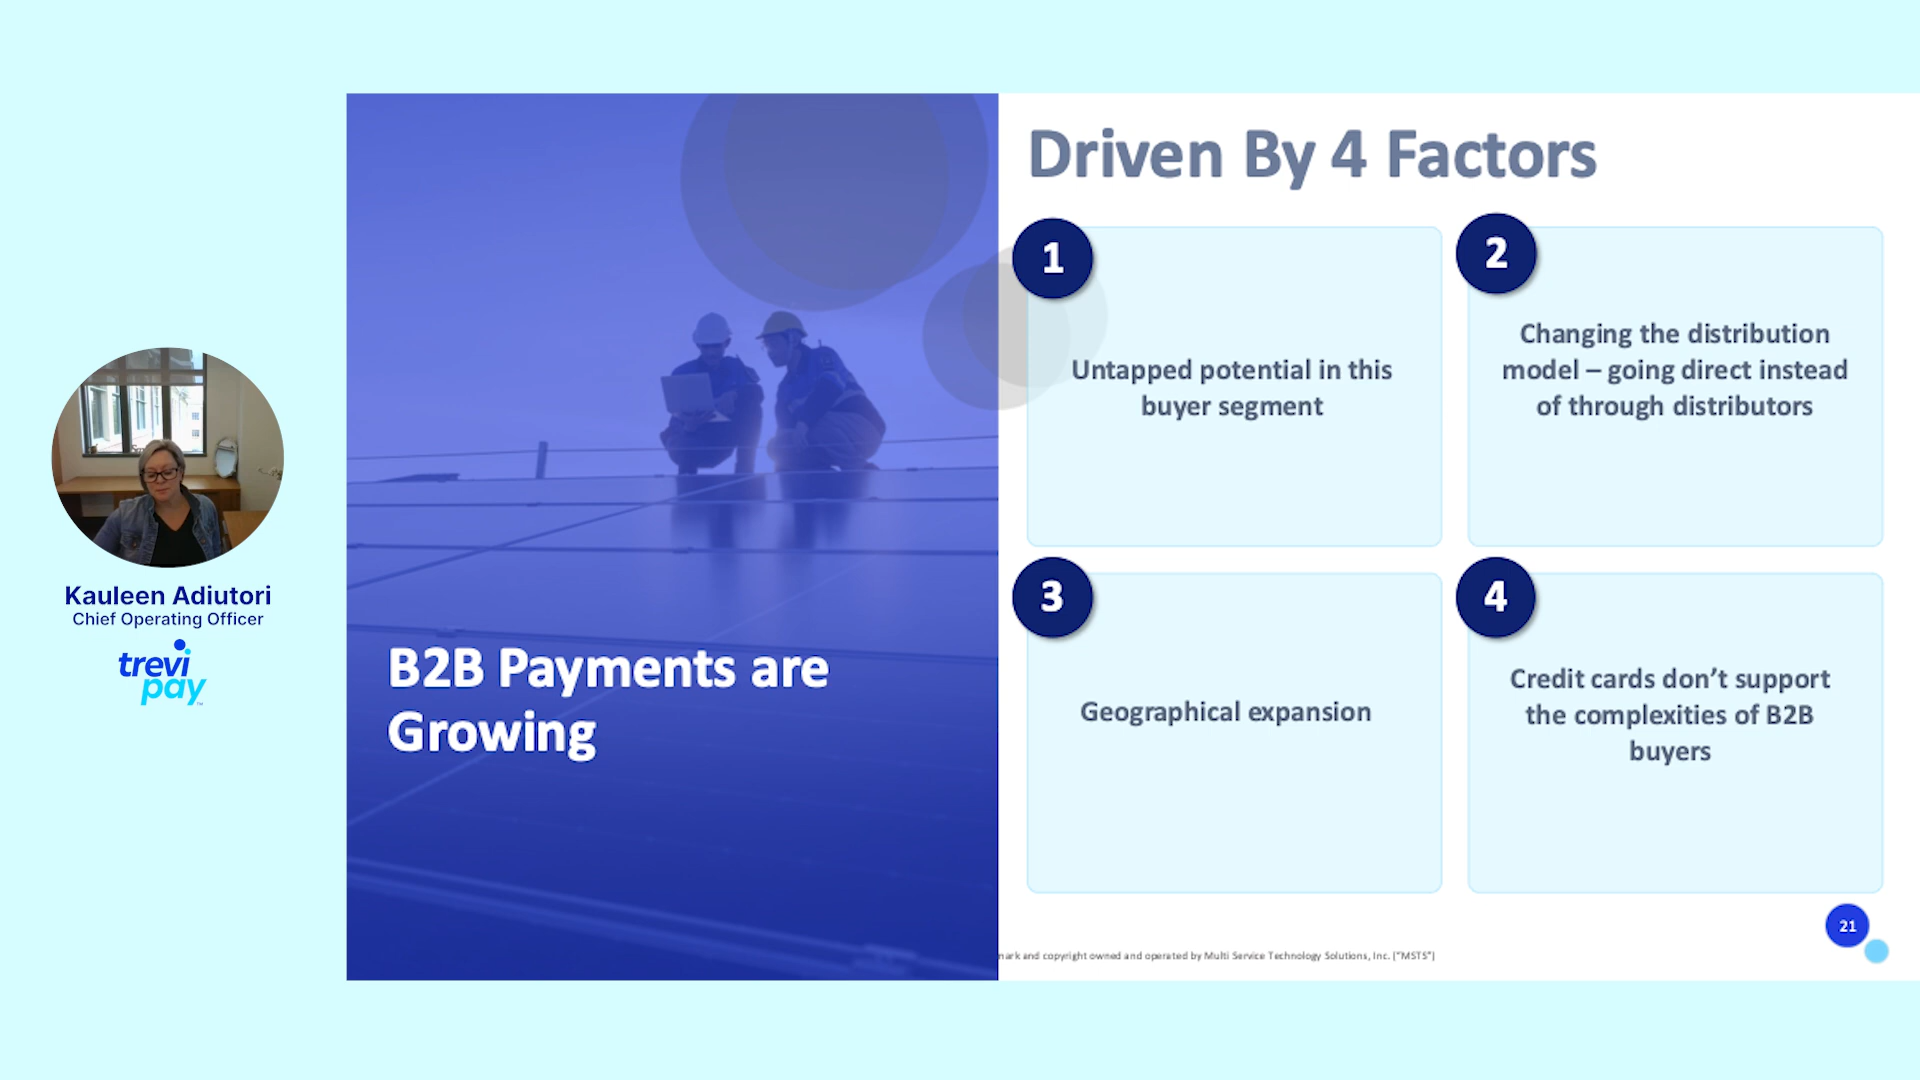 Kauleen Adiutori
Chief Operating Officer
trevi
pay
B2B Payments are
Growing
Driven By 4 Factors
1
Untapped potential in this
buyer segment
2
Changing the distribution
model – going direct instead
of through distributors
3
Geographical expansion
4
Credit cards don’t support
the complexities of B2B
buyers
21
and copyright owned and operated by Multi Service Technology Solutions, Inc. ("MSTS")